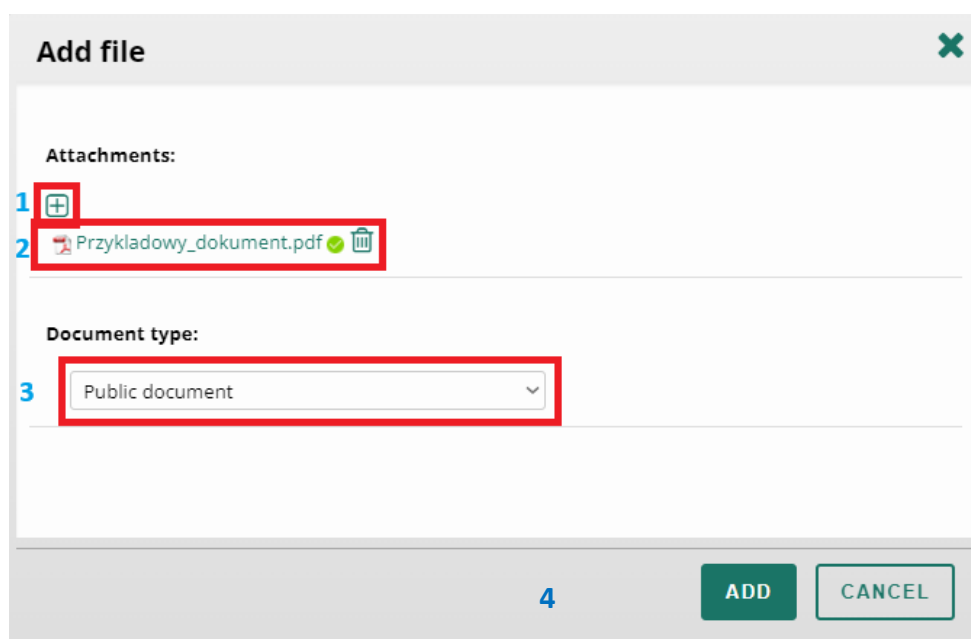 Add file
Attachments:
1
2 Przykladowy_dokument.pdf
Document type:
3 Public document
4 ADD CANCEL